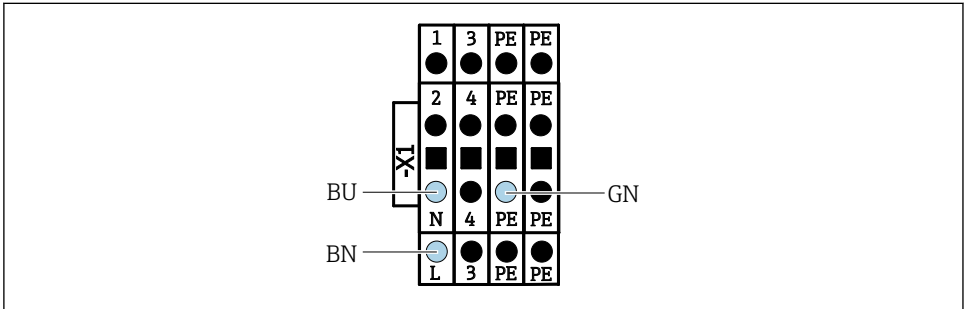 1 3 PE PE
2 4 PE PE
-X1
BU
GN
N 4 PE PE
BN
L 3 PE PE